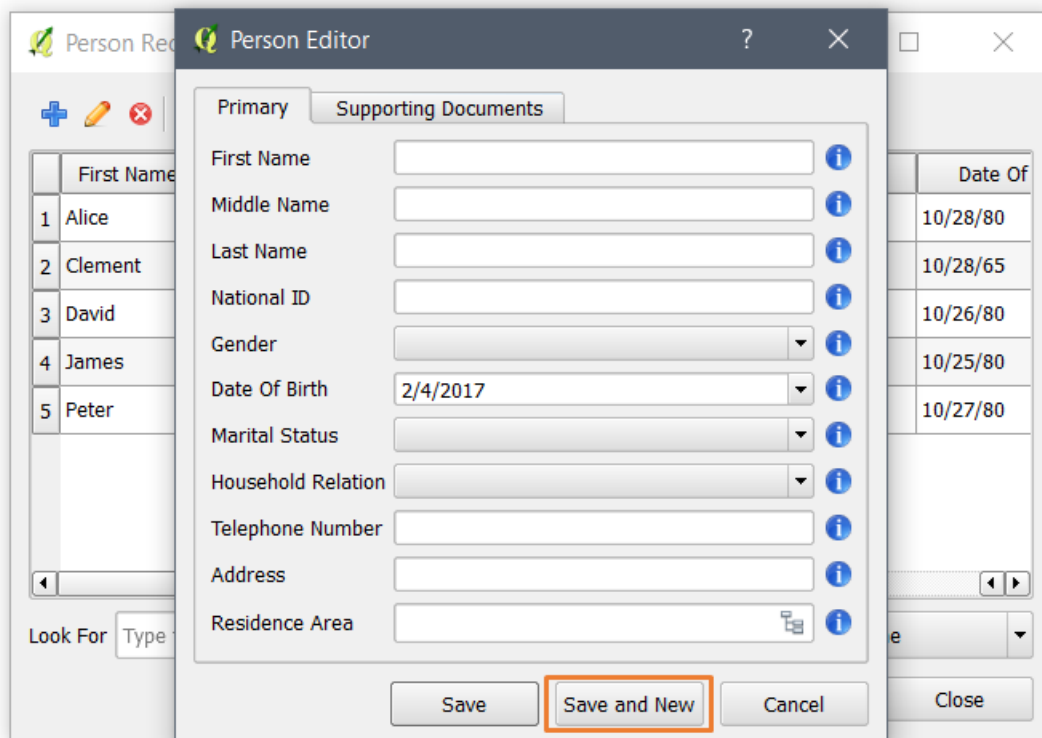 Person Rec
Person Editor ?
Primary Supporting Documents
First Name Date Of
First Name
Middle Name
1 Alice 10/28/80
Last Name
2 Clement 10/28/65
National ID
3 David 10/26/80
Gender
4 James 10/25/80
Date Of Birth 2/4/2017
5 Peter 10/27/80
Marital Status
Household Relation
Telephone Number
Address
Residence Area
Look For Type
Save Save and New Cancel Close